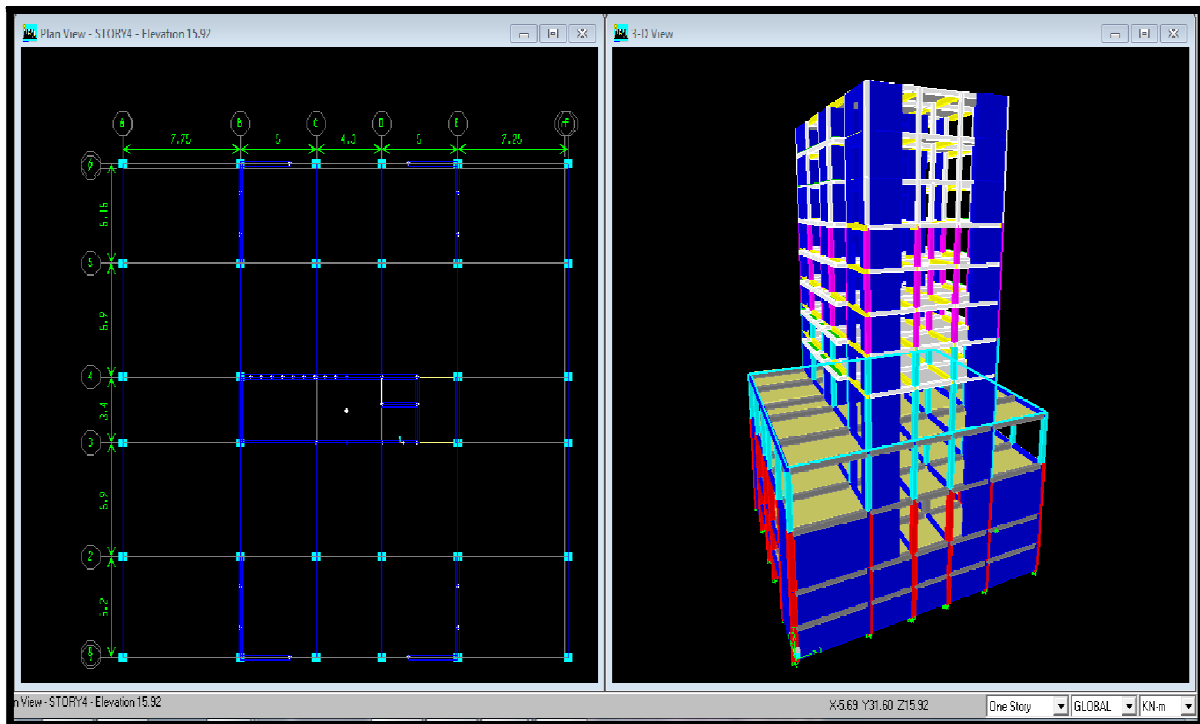 Plan View - STORY4 - Elevation 15.92
3-D View
A B C D E
7.75 5 4.3 5 7.25
5.15
5
5.9
4
3.4
3
5.9
2
5.2
n View - STORY4 - Elevation 15.92
X-5.69 Y31.60 Z15.92
One Story
GLOBAL
KN-m